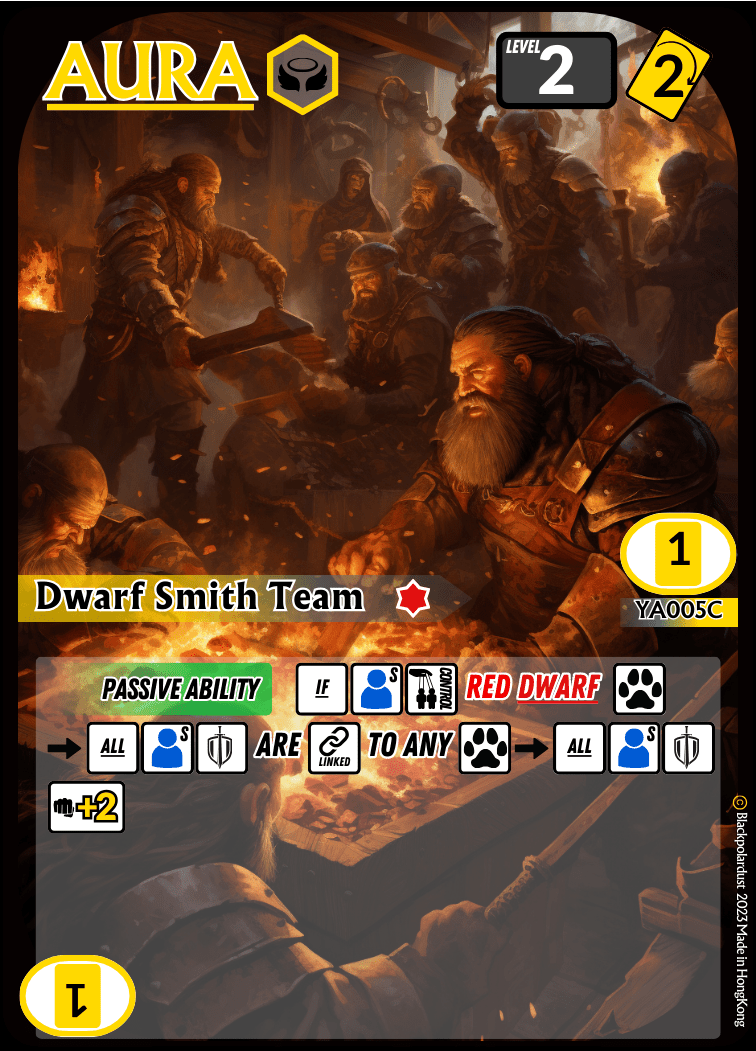 AURA
LEVEL 2
2
1
Dwarf Smith Team
YA005C
PASSIVE ABILITY IF S CONTROL RED DWARF
ALL S ARE LINKED TO ANY ALL S
+2
1
© Blackpolardust 2023 Made in HongKong